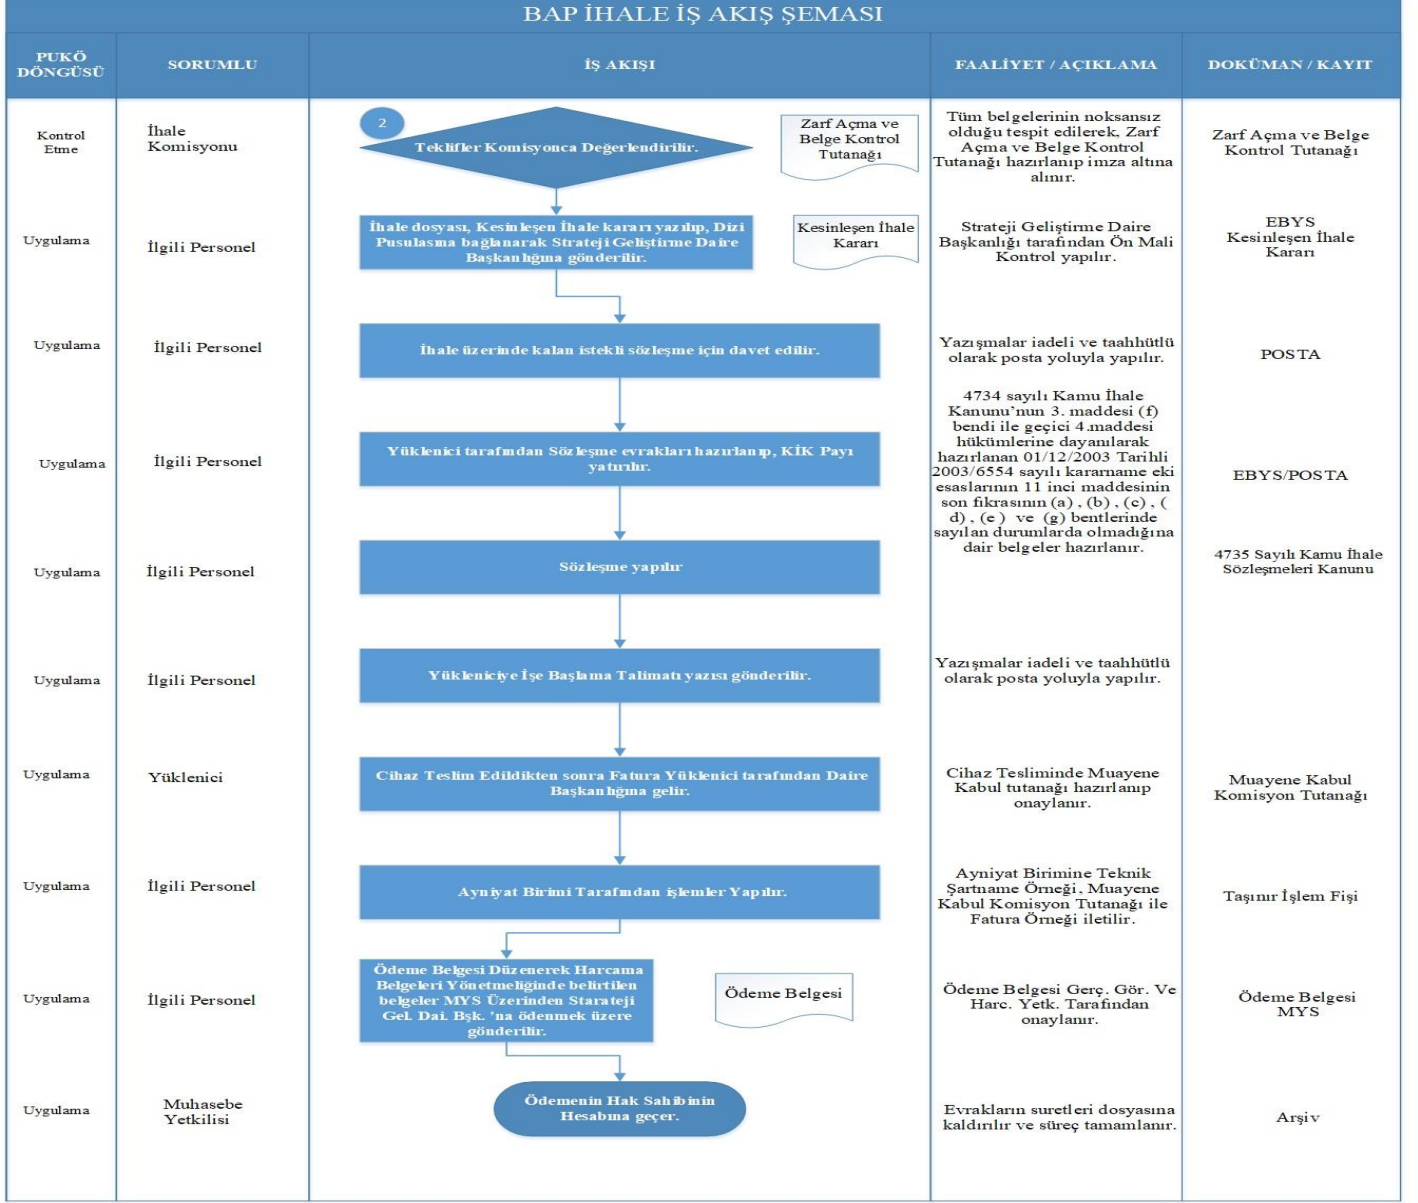 BAP İHALE İŞ AKIŞ ŞEMASI
PUKÖ
DÖNGÜSÜ
SORUMLU
İŞ AKIŞI
FAALİYET / AÇIKLAMA
DOKÜMAN / KAYIT
Kontrol
Etme
İhale
Komisyonu
2
Teklifler Komisyonca Değerlendirilir.
Zarf Açma ve
Belge Kontrol
Tutanağı
Tüm belgelerinin noksansız
olduğu tespit edilerek, Zarf
Açma ve Belge Kontrol
Tutanağı hazırlanıp imza altına
alınır.
Zarf Açma ve Belge
Kontrol Tutanağı
Uygulama
İlgili Personel
İhale dosyası, Kesinleşen İhale kararı yazılıp, Dizi
Pusulasına bağlanarak Strateji Geliştirme Daire
Başkanlığına gönderilir.
Kesinleşen İhale
Kararı
Strateji Geliştirme Daire
Başkanlığı tarafından Ön Mali
Kontrol yapılır.
EBYS
Kesinleşen İhale
Kararı
Uygulama
İlgili Personel
İhale üzerinde kalan istekli sözleşme için davet edilir.
Yazışmalar iadeli ve taahhütlü
olarak posta yoluyla yapılır.
POSTA
Uygulama
İlgili Personel
Yüklenici tarafından Sözleşme evrakları hazırlanıp, KİK Payı
yatırılır.
4734 sayılı Kamu İhale
Kanunu’nun 3. maddesi (f)
bendi ile geçici 4.maddesi
hükümlerine dayanılarak
hazırlanan 01/12/2003 Tarihli
2003/6554 sayılı kararname eki
esaslarının 11 inci maddesinin
son fıkrasının (a) , (b) , (c) , (
d) , (e ) ve (g) bentlerinde
sayılan durumlarda olmadığına
dair belgeler hazırlanır.
EBYS/POSTA
Uygulama
İlgili Personel
Sözleşme yapılır
4735 Sayılı Kamu İhale
Sözleşmeleri Kanunu
Uygulama
İlgili Personel
Yükleniciye İşe Başlama Talimatı yazısı gönderilir.
Yazışmalar iadeli ve taahhütlü
olarak posta yoluyla yapılır.
Uygulama
Yüklenici
Cihaz Teslim Edildikten sonra Fatura Yüklenici tarafından Daire
Başkanlığına gelir.
Cihaz Tesliminde Muayene
Kabul tutanağı hazırlanıp
onaylanır.
Muayene Kabul
Komisyon Tutanağı
Uygulama
İlgili Personel
Ayniyat Birimi Tarafından işlemler Yapılır.
Ayniyat Birimine Teknik
Şartname Örneği, Muayene
Kabul Komisyon Tutanağı ile
Fatura Örneği iletilir.
Taşınır İşlem Fişi
Uygulama
İlgili Personel
Ödeme Belgesi Düzenerek Harcama
Belgeleri Yönetmeliğinde belirtilen
belgeler MYS Üzerinden Starateji
Gel. Dai. Bşk. 'na ödenmek üzere
gönderilir.
Ödeme Belgesi
Ödeme Belgesi Gerç. Gör. Ve
Harc. Yetk. Tarafından
onaylanır.
Ödeme Belgesi
MYS
Uygulama
Muhasebe
Yetkilisi
Ödemenin Hak Sahibinin
Hesabına geçer.
Evrakların suretleri dosyasına
kaldırılır ve süreç tamamlanır.
Arşiv